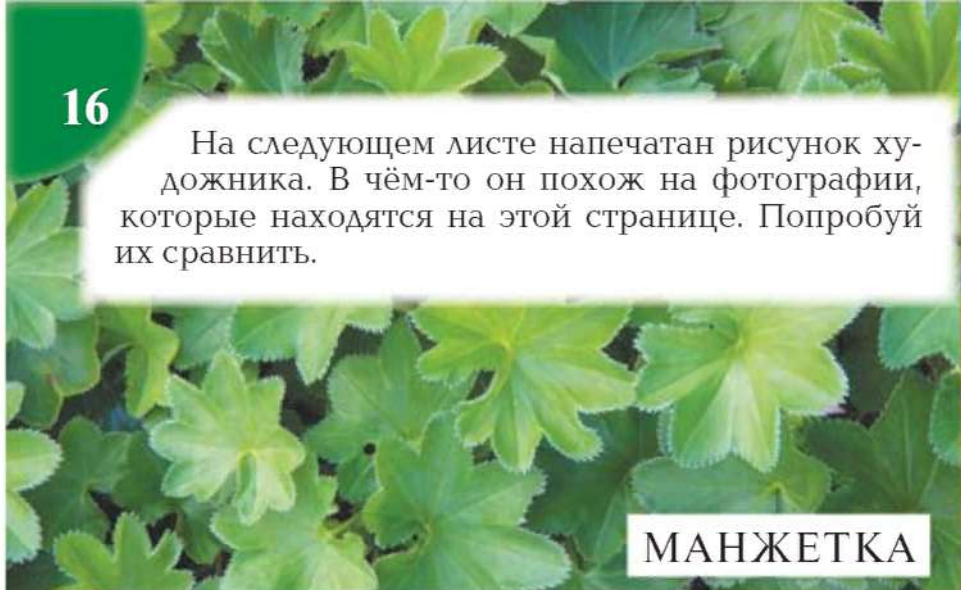 16
На следующем листе напечатан рисунок ху-
дожника. В чём-то он похож на фотографии,
которые находятся на этой странице. Попробуй
их сравнить.
МАНЖЕТКА